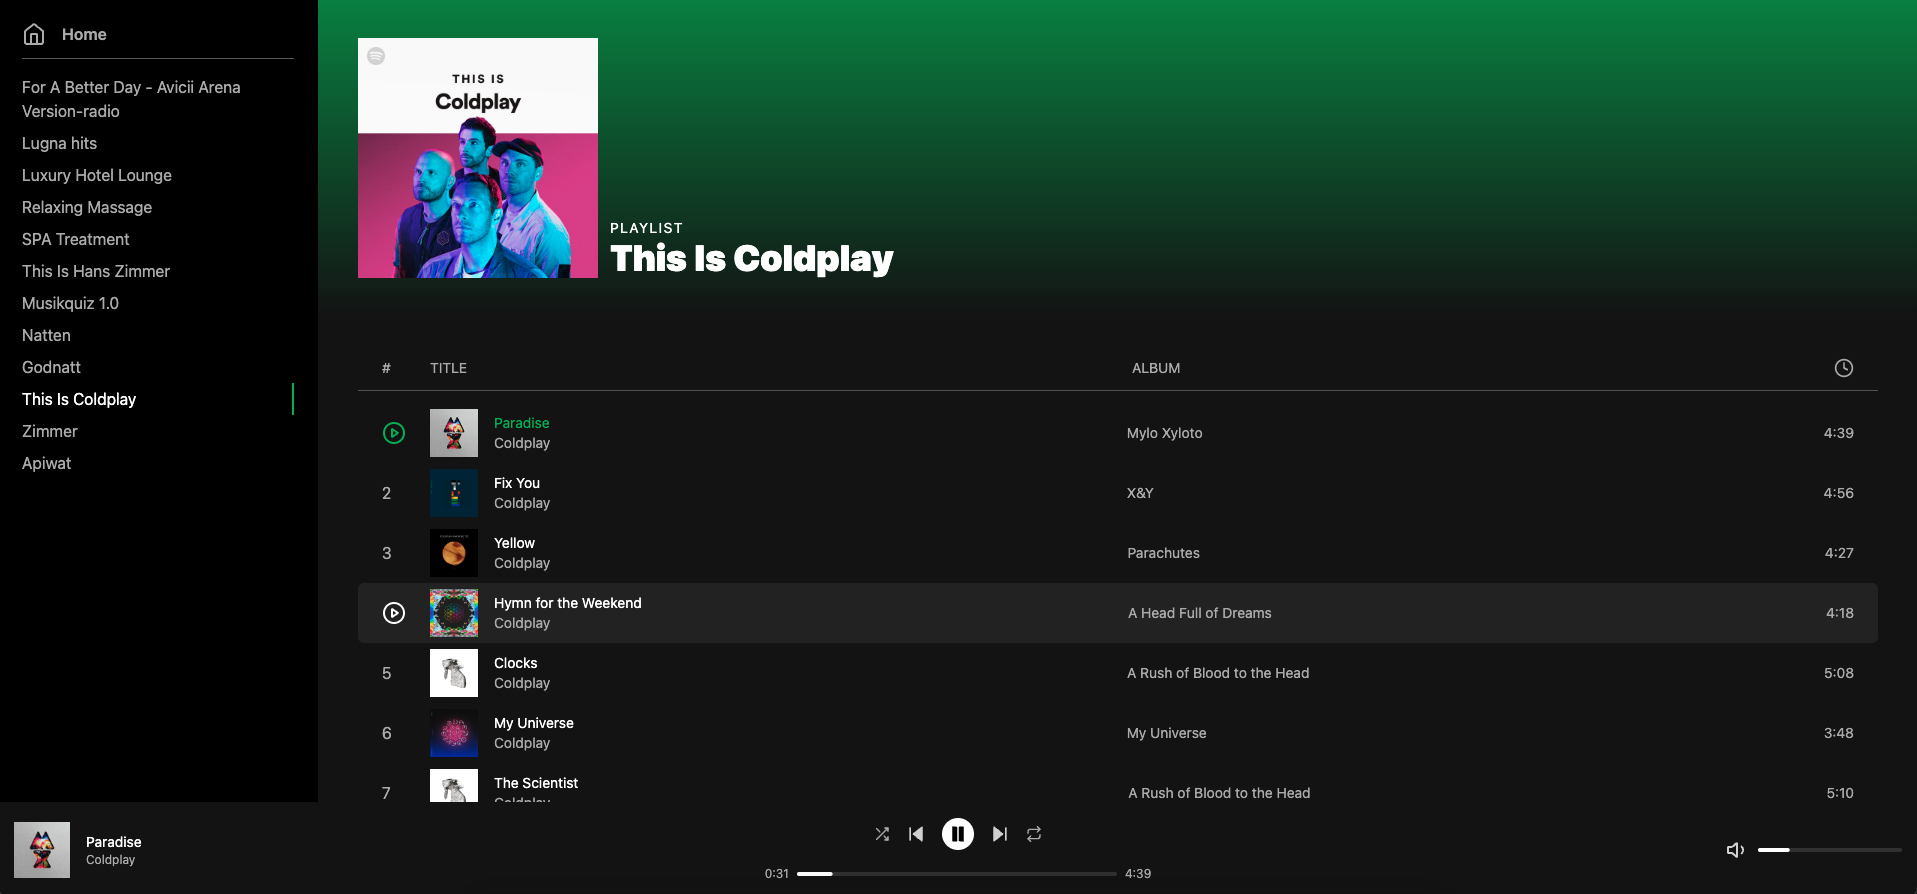 Home
For A Better Day - Avicii Arena
Version-radio
Lugna hits
Luxury Hotel Lounge
Relaxing Massage
SPA Treatment
This Is Hans Zimmer
Musikquiz 1.0
Natten
Godnatt
This Is Coldplay
Zimmer
Apiwat
THIS IS
Coldplay
PLAYLIST
This Is Coldplay
# TITLE ALBUM
Paradise
Coldplay
Mylo Xyloto 4:39
2 Fix You
Coldplay
X&Y 4:56
3 Yellow
Coldplay
Parachutes 4:27
Hymn for the Weekend
Coldplay
A Head Full of Dreams 4:18
5 Clocks
Coldplay
A Rush of Blood to the Head 5:08
6 My Universe
Coldplay
My Universe 3:48
7 The Scientist
Coldplay
A Rush of Blood to the Head 5:10
Paradise
Coldplay
0:31 4:39